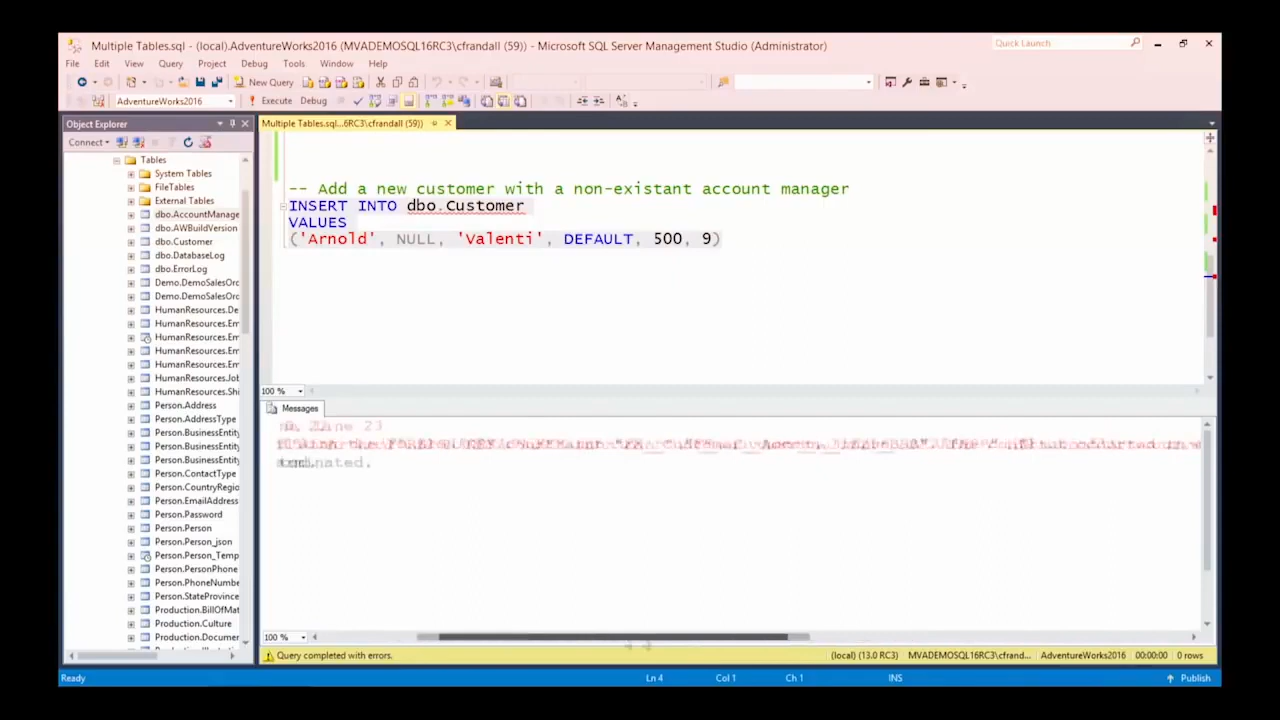 Multiple Tables.sql - (local).AdventureWorks2016 (MVADEMOSQL16RC3\cfrandall (59)) - Microsoft SQL Server Management Studio (Administrator)
Quick Launch
File Edit View Query Project Debug Tools Window Help
New Query
AdventureWorks2016
Execute Debug
Object Explorer
Multiple Tables.sql...6RC3\cfrandall (59))
Connect
Tables
System Tables
FileTables
External Tables
dbo.AccountManage
dbo.AWBuildVersion
dbo.Customer
dbo.DatabaseLog
dbo.ErrorLog
Demo.DemoSalesOrc
Demo.DemoSalesOrc
HumanResources.De
HumanResources.Em
HumanResources.Em
HumanResources.Em
HumanResources.Em
HumanResources.Jol
HumanResources.Shi
Person.Address
Person.AddressType
Person.BusinessEntity
Person.BusinessEntity
Person.BusinessEntity
Person.ContactType
Person.CountryRegio
Person.EmailAddress
Person.Password
Person.Person
Person.Person_json
Person.Person_Temp
Person.PersonPhone
Person.PhoneNumbe
Person.StateProvince
Production.BillOfMat
Production.Culture
Production.Documer
-- Add a new customer with a non-existant account manager
INSERT INTO dbo.Customer
VALUES
('Arnold', NULL, 'Valenti', DEFAULT, 500, 9)
100 %
Messages
Line 23
100 %
Query completed with errors.
(local) (13.0 RC3) MVADEMOSQL16RC3\cfrand... AdventureWorks2016 00:00:00 0 rows
Ready Ln 4 Col 1 Ch 1 INS Publish